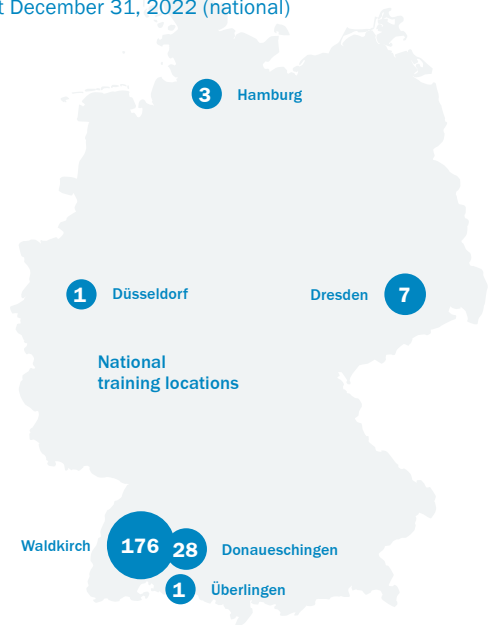 December 31, 2022 (national)
3 Hamburg
1 Düsseldorf
Dresden 7
National
training locations
Waldkirch 176 28 Donaueschingen
1 Überlingen